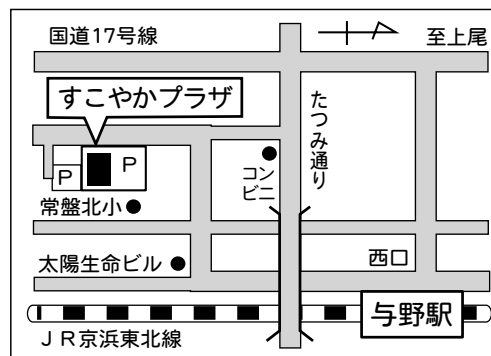 国道17号線
至上尾
すこやかプラザ
たつみ通り
P
P
コン
ビニ
常盤北小●
太陽生命ビル●
西口
与野駅
ＪＲ京浜東北線